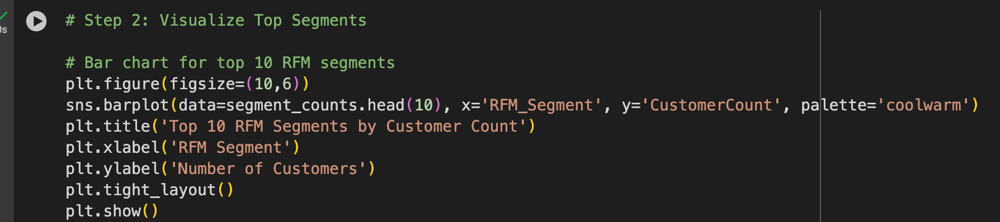 # Step 2: Visualize Top Segments
# Bar chart for top 10 RFM segments
plt.figure(figsize=(10,6))
sns.barplot(data=segment_counts.head(10), x='RFM_Segment', y='CustomerCount', palette='coolwarm')
plt.title('Top 10 RFM Segments by Customer Count')
plt.xlabel('RFM Segment')
plt.ylabel('Number of Customers')
plt.tight_layout()
plt.show()